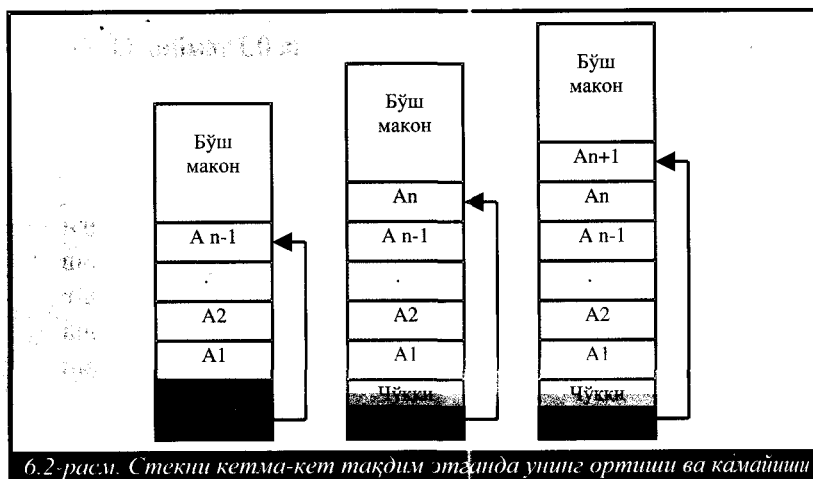 Бўш
макон
A n-1
.
A2
A1
Бўш
макон
An
A n-1
.
A2
A1
Чўкки
Бўш
макон
An+1
An
A n-1
.
A2
A1
Чўкки
6.2-расм. Стекни кетма-кет тақдим этганда унинг ортиши ва камайиши